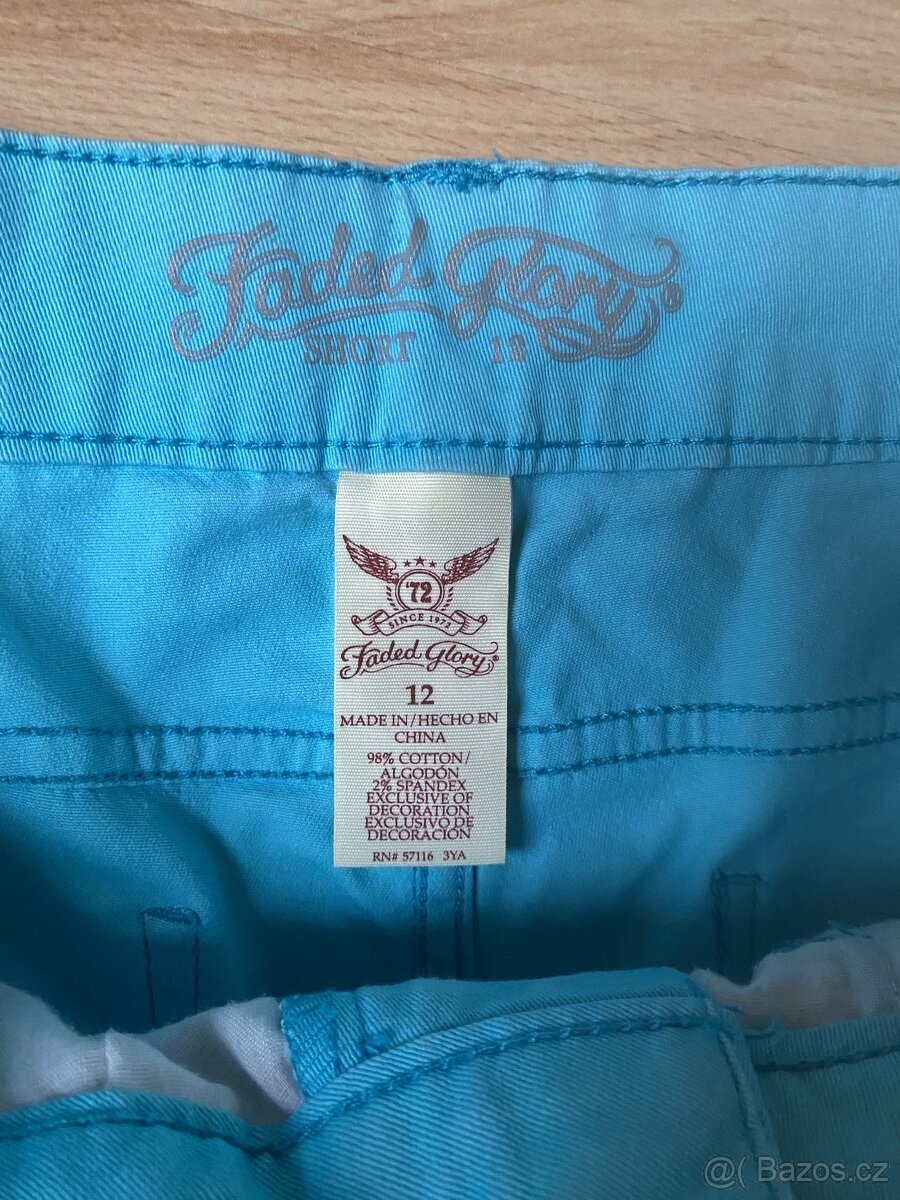 Faded Glory®
SHORT 12
'72
SINCE 1972
Faded Glory®
12
MADE IN/HECHO EN
CHINA
98% COTTON/
ALGODÓN
2% SPANDEX
EXCLUSIVE OF
DECORATION
EXCLUSIVO DE
DECORACIÓN
RN# 57116 3YA
@( Bazos.cz